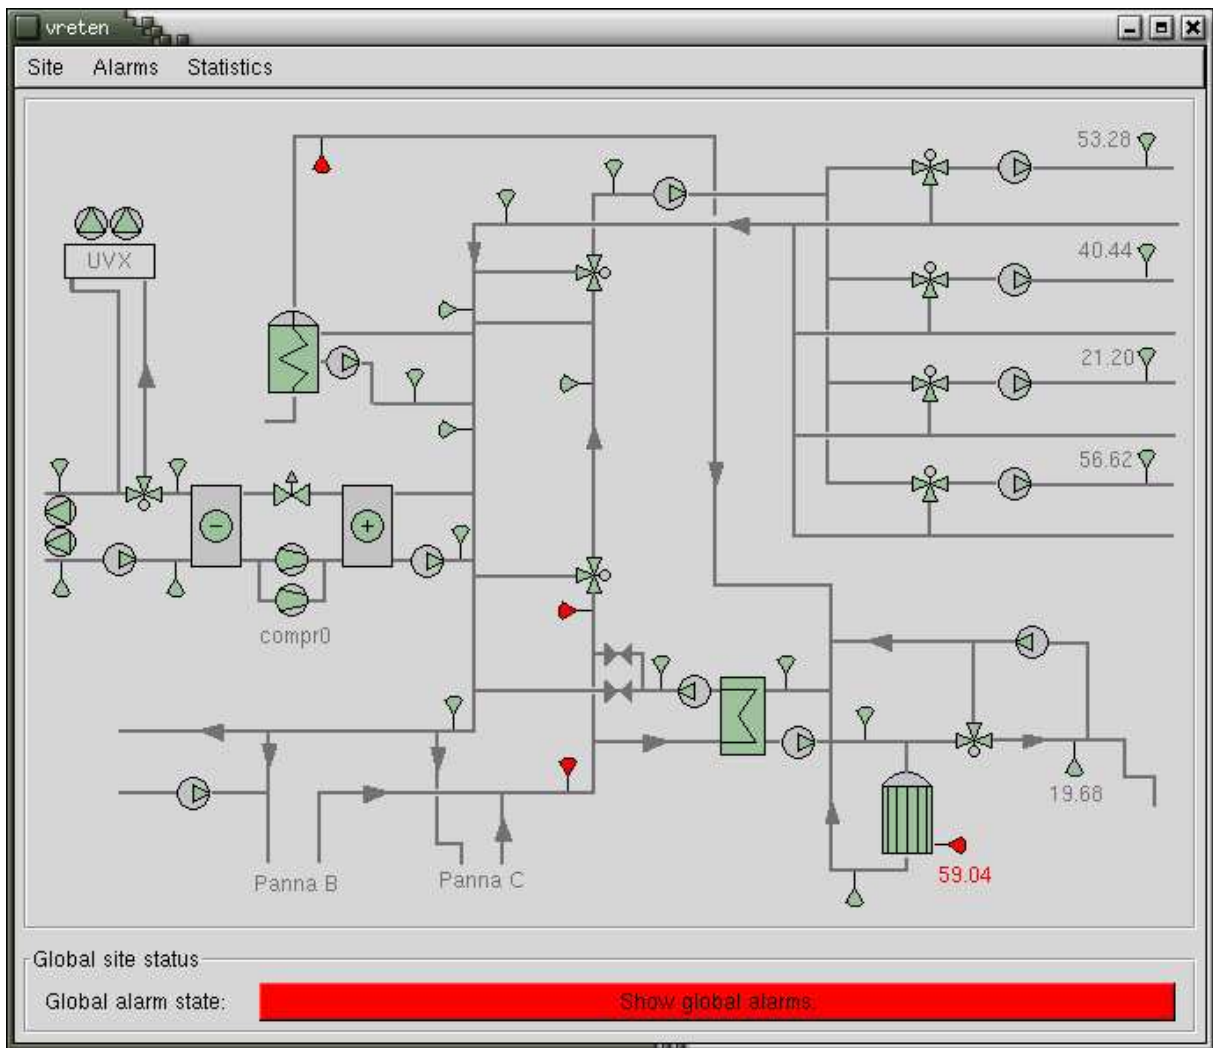 vreten
Site Alarms Statistics
53.28
UVX
40.44
21.20
56.62
compr0
19.68
59.04
Panna B
Panna C
Global site status
Global alarm state:
Show global alarms.